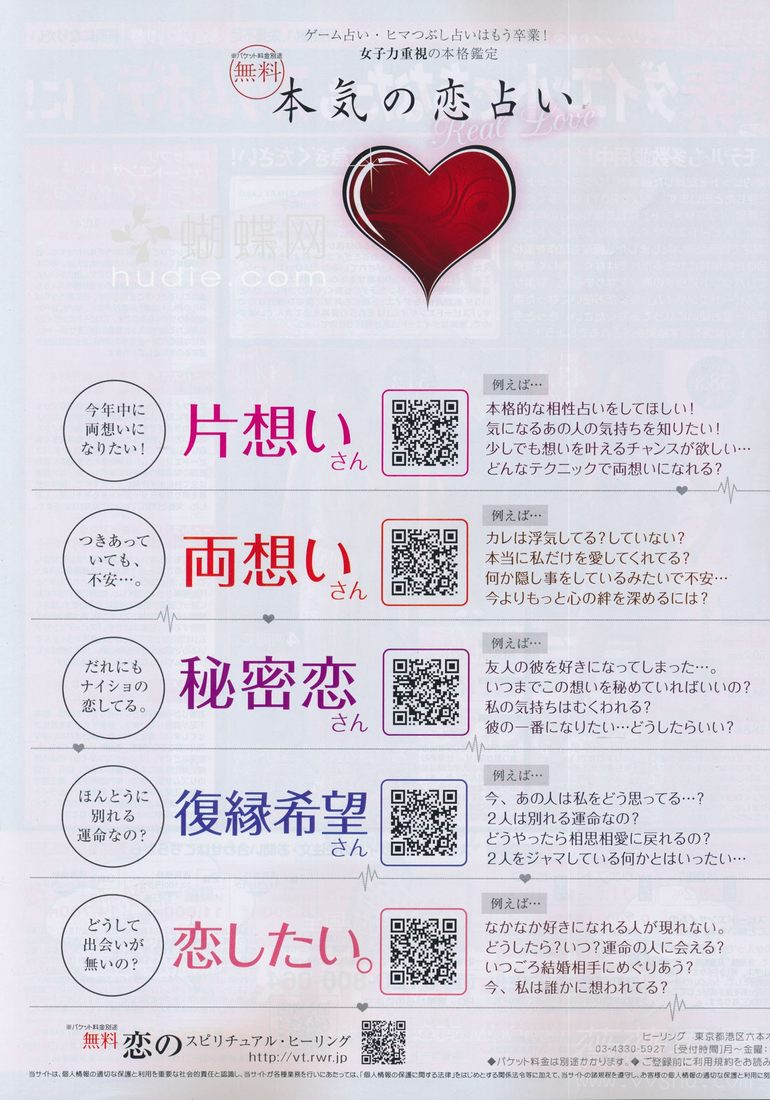 ゲーム占い・ヒマつぶし占いはもう卒業！
女子力重視の本格鑑定
※パケット料金別途
無料
本気の恋占い
Real Love
蝴蝶网
hudie.com
今年中に
両想いに
なりたい！
片想い
さん
例えば…
本格的な相性占いをしてほしい！
気になるあの人の気持ちを知りたい！
少しでも想いを叶えるチャンスが欲しい…
どんなテクニックで両想いになれる？
つきあって
いても、
不安…。
両想い
さん
例えば…
カレは浮気してる？していない？
本当に私だけを愛してくれてる？
何か隠し事をしているみたいで不安…
今よりもっと心の絆を深めるには？
だれにも
ナイショの
恋してる。
秘密恋
さん
例えば…
友人の彼を好きになってしまった…。
いつまでこの想いを秘めていればいいの？
私の気持ちはむくわれる？
彼の一番になりたい…どうしたらいい？
ほんとうに
別れる
運命なの？
復縁希望
さん
例えば…
今、あの人は私をどう思ってる…？
２人は別れる運命なの？
どうやったら相思相愛に戻れるの？
２人をジャマしている何かとはいったい…
どうして
出会いが
無いの？
恋したい。
例えば…
なかなか好きになれる人が現れない。
どうしたら？いつ？運命の人に会える？
いつごろ結婚相手にめぐりあう？
今、私は誰かに想われてる？
※パケット料金別途
無料 恋のスピリチュアル・ヒーリング
http://vt.rwr.jp
ヒーリング 東京都港区六本木
03-4330-5927 [受付時間]月～金曜：
◆パケット料金は別途かかります。◆ご登録前に利用規約をお読み
当サイトは、個人情報の適切な保護と利用を重要な社会的責任と認識し、当サイトが各種業務を行いにあたっては、「個人情報の保護に関する法律」をはじめとする関係法令等に加えて、当サイトの諸規程を遵守し、お客様の個人情報の適切な保護と利用に